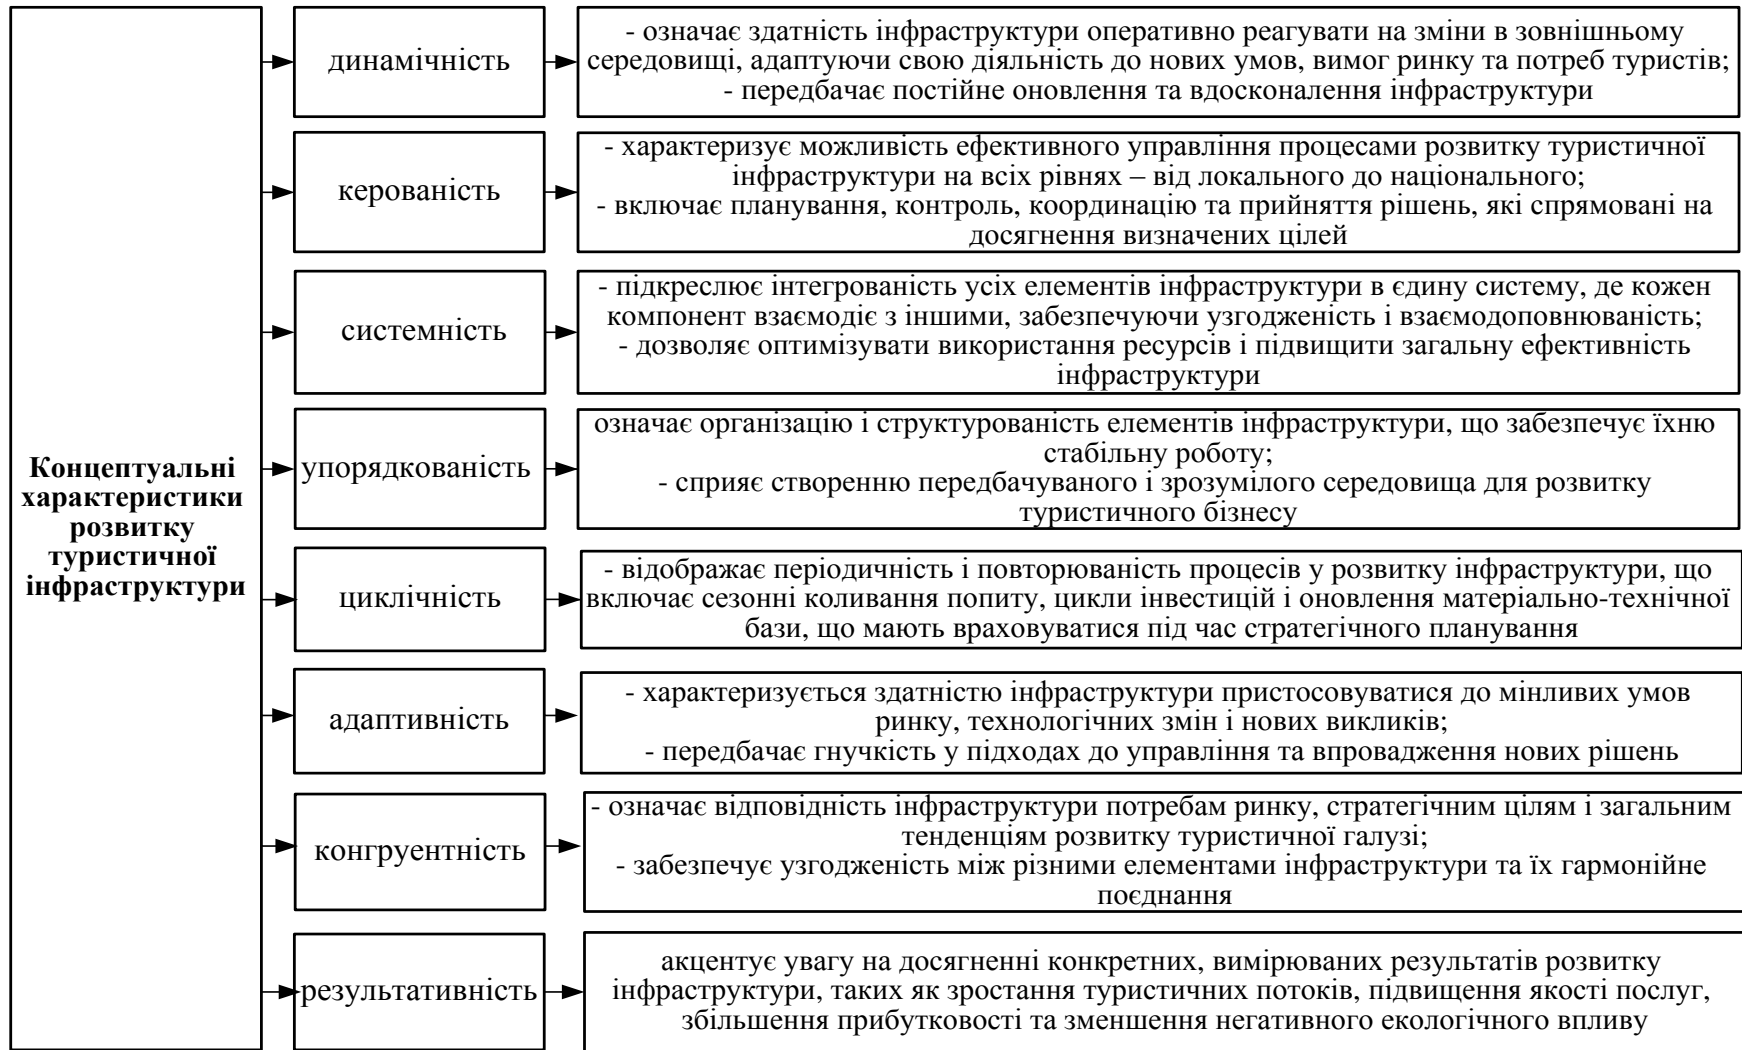 Концептуальні
характеристики
розвитку
туристичної
інфраструктури
динамічність
- означає здатність інфраструктури оперативно реагувати на зміни в зовнішньому
середовищі, адаптуючи свою діяльність до нових умов, вимог ринку та потреб туристів;
- передбачає постійне оновлення та вдосконалення інфраструктури
керованість
- характеризує можливість ефективного управління процесами розвитку туристичної
інфраструктури на всіх рівнях – від локального до національного;
- включає планування, контроль, координацію та прийняття рішень, які спрямовані на
досягнення визначених цілей
системність
- підкреслює інтегрованість усіх елементів інфраструктури в єдину систему, де кожен
компонент взаємодіє з іншими, забезпечуючи узгодженість і взаємодоповнюваність;
- дозволяє оптимізувати використання ресурсів і підвищити загальну ефективність
інфраструктури
упорядкованість
означає організацію і структурованість елементів інфраструктури, що забезпечує їхню
стабільну роботу;
- сприяє створенню передбачуваного і зрозумілого середовища для розвитку
туристичного бізнесу
циклічність
- відображає періодичність і повторюваність процесів у розвитку інфраструктури, що
включає сезонні коливання попиту, цикли інвестицій і оновлення матеріально-технічної
бази, що мають враховуватися під час стратегічного планування
адаптивність
- характеризується здатністю інфраструктури пристосовуватися до мінливих умов
ринку, технологічних змін і нових викликів;
- передбачає гнучкість у підходах до управління та впровадження нових рішень
конгруентність
- означає відповідність інфраструктури потребам ринку, стратегічним цілям і загальним
тенденціям розвитку туристичної галузі;
- забезпечує узгодженість між різними елементами інфраструктури та їх гармонійне
поєднання
результативність
акцентує увагу на досягненні конкретних, вимірюваних результатів розвитку
інфраструктури, таких як зростання туристичних потоків, підвищення якості послуг,
збільшення прибутковості та зменшення негативного екологічного впливу